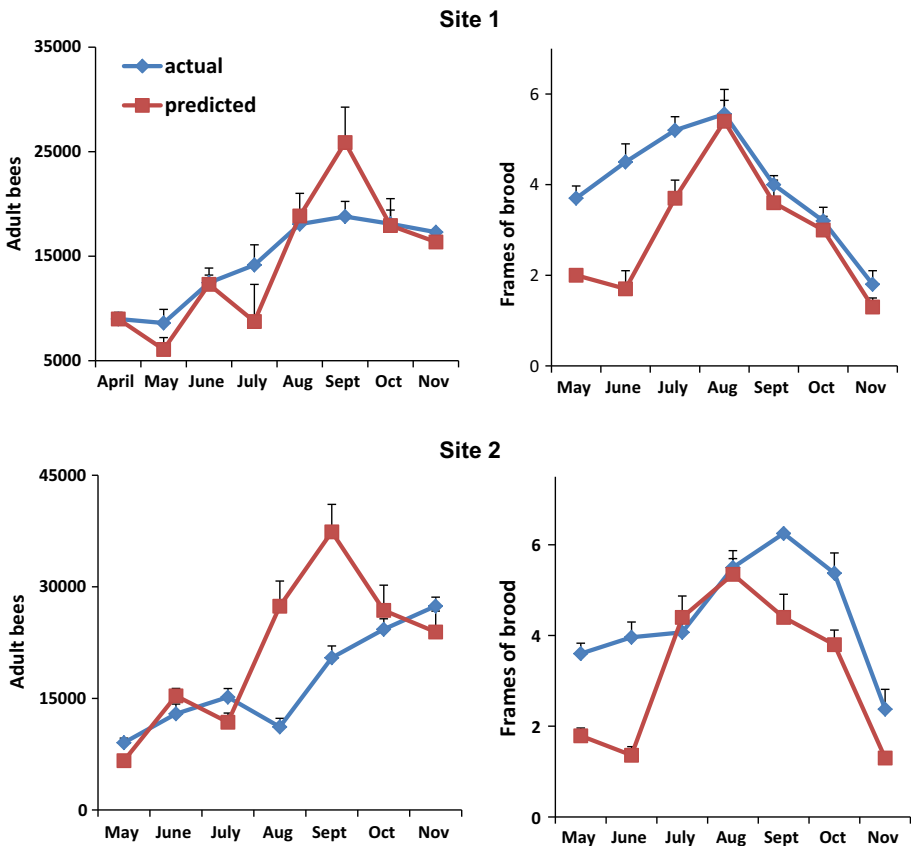 Site 1
35000
25000
15000
5000
Adult bees
actual
predicted
April May June July Aug Sept Oct Nov
6
4
2
0
Frames of brood
May June July Aug Sept Oct Nov
Site 2
45000
30000
15000
0
Adult bees
May June July Aug Sept Oct Nov
6
4
2
0
Frames of brood
May June July Aug Sept Oct Nov